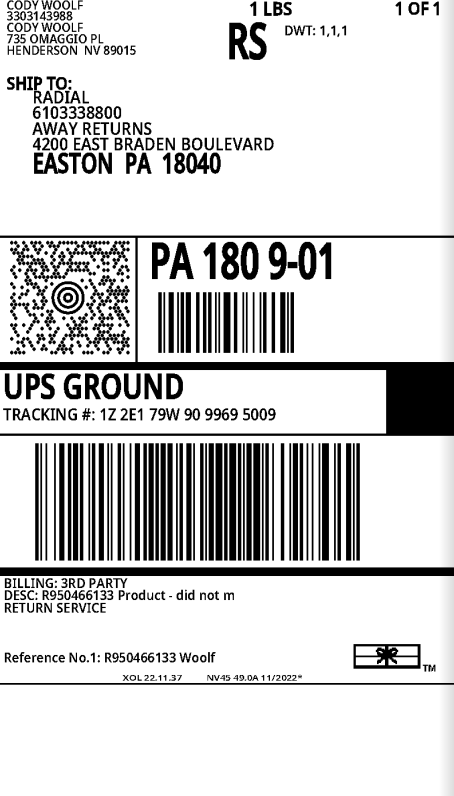 CODY WOOLF
3303143988
CODY WOOLF
735 OMAGGIO PL
HENDERSON NV 89015
1 LBS
1 OF 1
RS
DWT: 1,1,1
SHIP TO:
RADIAL
6103338800
AWAY RETURNS
4200 EAST BRADEN BOULEVARD
EASTON PA 18040
PA 180 9-01
UPS GROUND
TRACKING #: 1Z 2E1 79W 90 9969 5009
BILLING: 3RD PARTY
DESC: R950466133 Product - did not m
RETURN SERVICE
Reference No.1: R950466133 Woolf
TM
XOL 22.11.37 NV45 49.0A 11/2022*